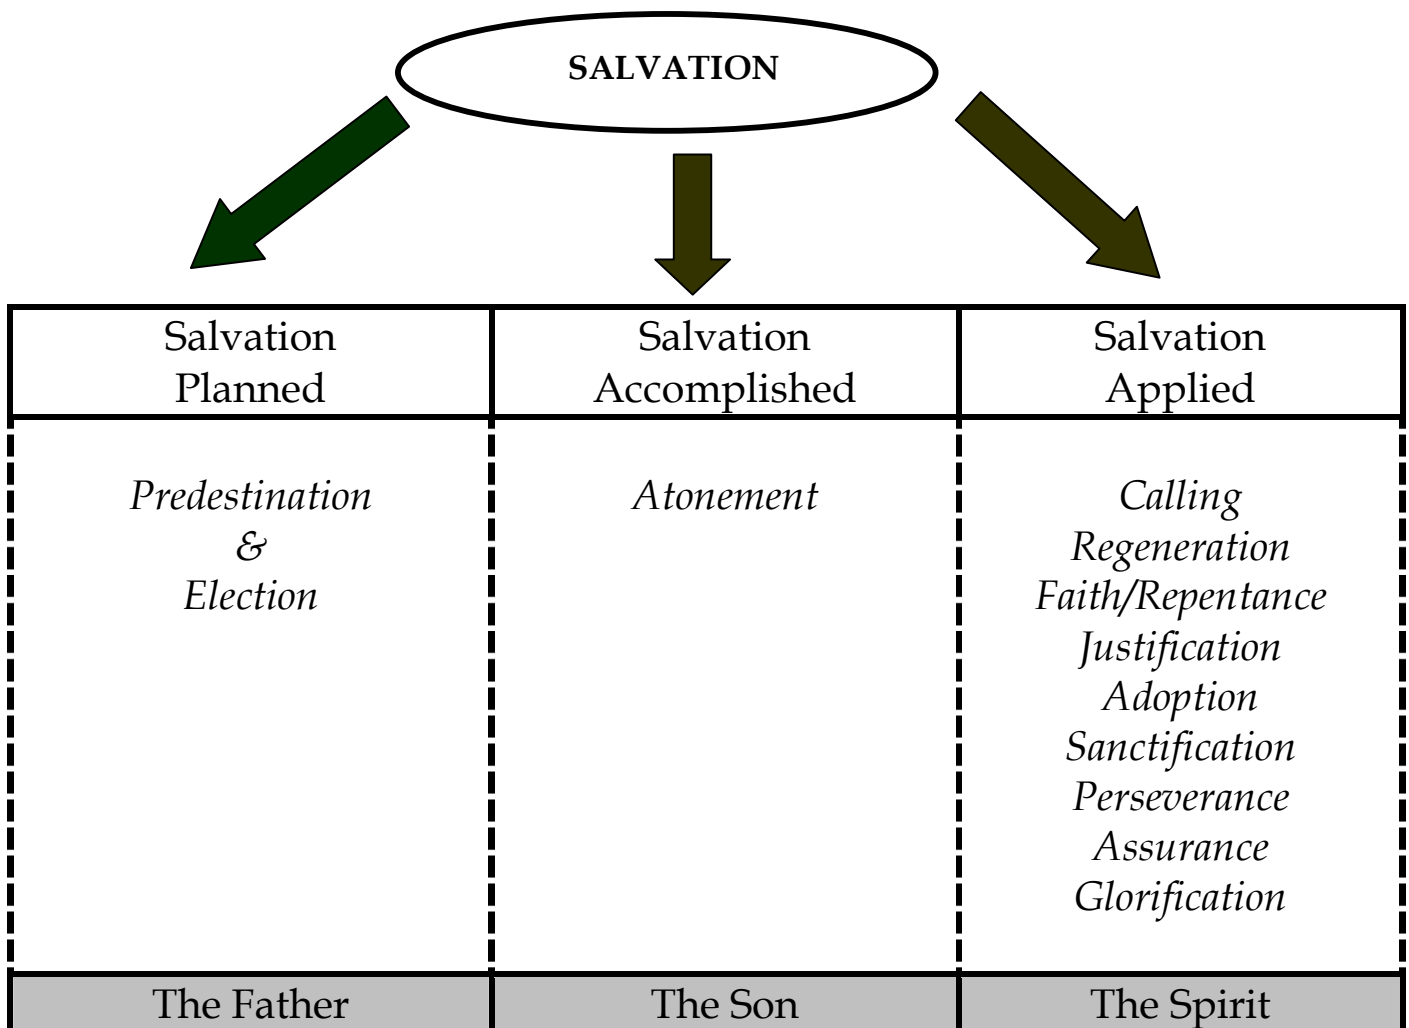 SALVATION
Salvation
Planned
Salvation
Accomplished
Salvation
Applied
Predestination
&
Election
Atonement
Calling
Regeneration
Faith/Repentance
Justification
Adoption
Sanctification
Perseverance
Assurance
Glorification
The Father
The Son
The Spirit